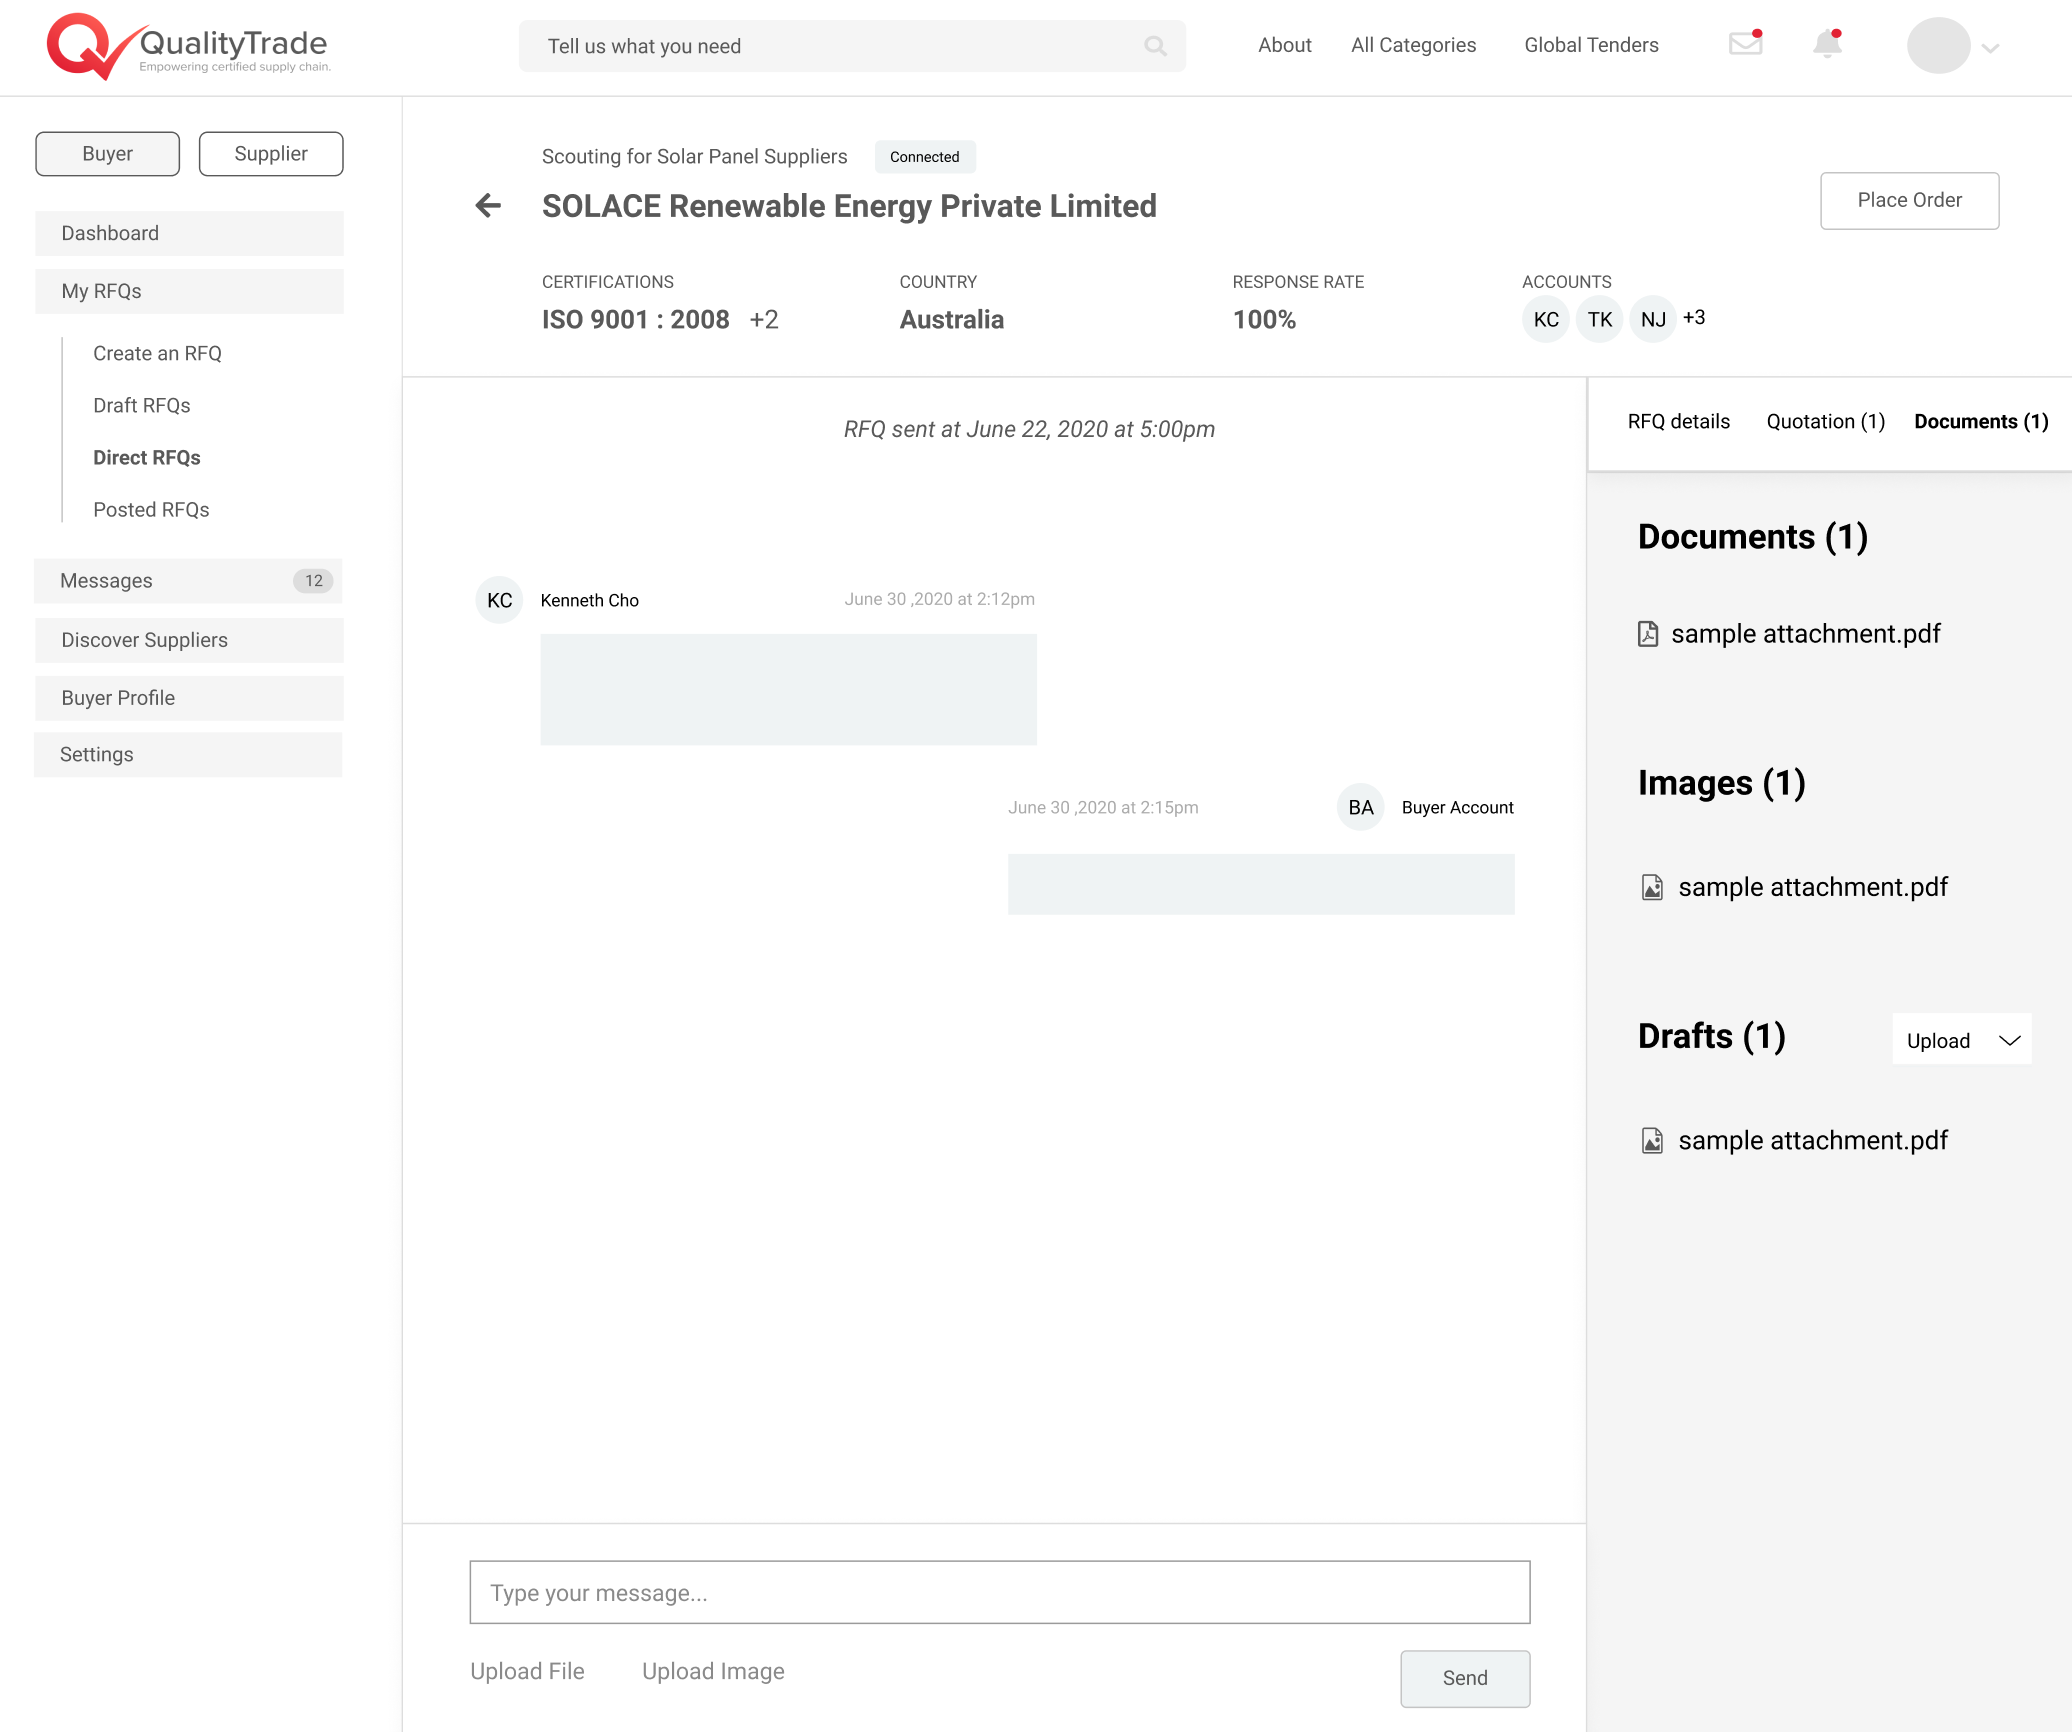 QualityTrade
Empowering certified supply chain.
Tell us what you need
About
All Categories
Global Tenders
Buyer
Supplier
Dashboard
My RFQs
Create an RFQ
Draft RFQs
Direct RFQs
Posted RFQs
Messages 12
Discover Suppliers
Buyer Profile
Settings
Scouting for Solar Panel Suppliers
Connected
SOLACE Renewable Energy Private Limited
Place Order
CERTIFICATIONS
ISO 9001 : 2008 +2
COUNTRY
Australia
RESPONSE RATE
100%
ACCOUNTS
KC TK NJ +3
RFQ sent at June 22, 2020 at 5:00pm
KC Kenneth Cho June 30 ,2020 at 2:12pm
June 30 ,2020 at 2:15pm BA Buyer Account
Type your message...
Upload File
Upload Image
Send
RFQ details
Quotation (1)
Documents (1)
Documents (1)
sample attachment.pdf
Images (1)
sample attachment.pdf
Drafts (1)
Upload
sample attachment.pdf